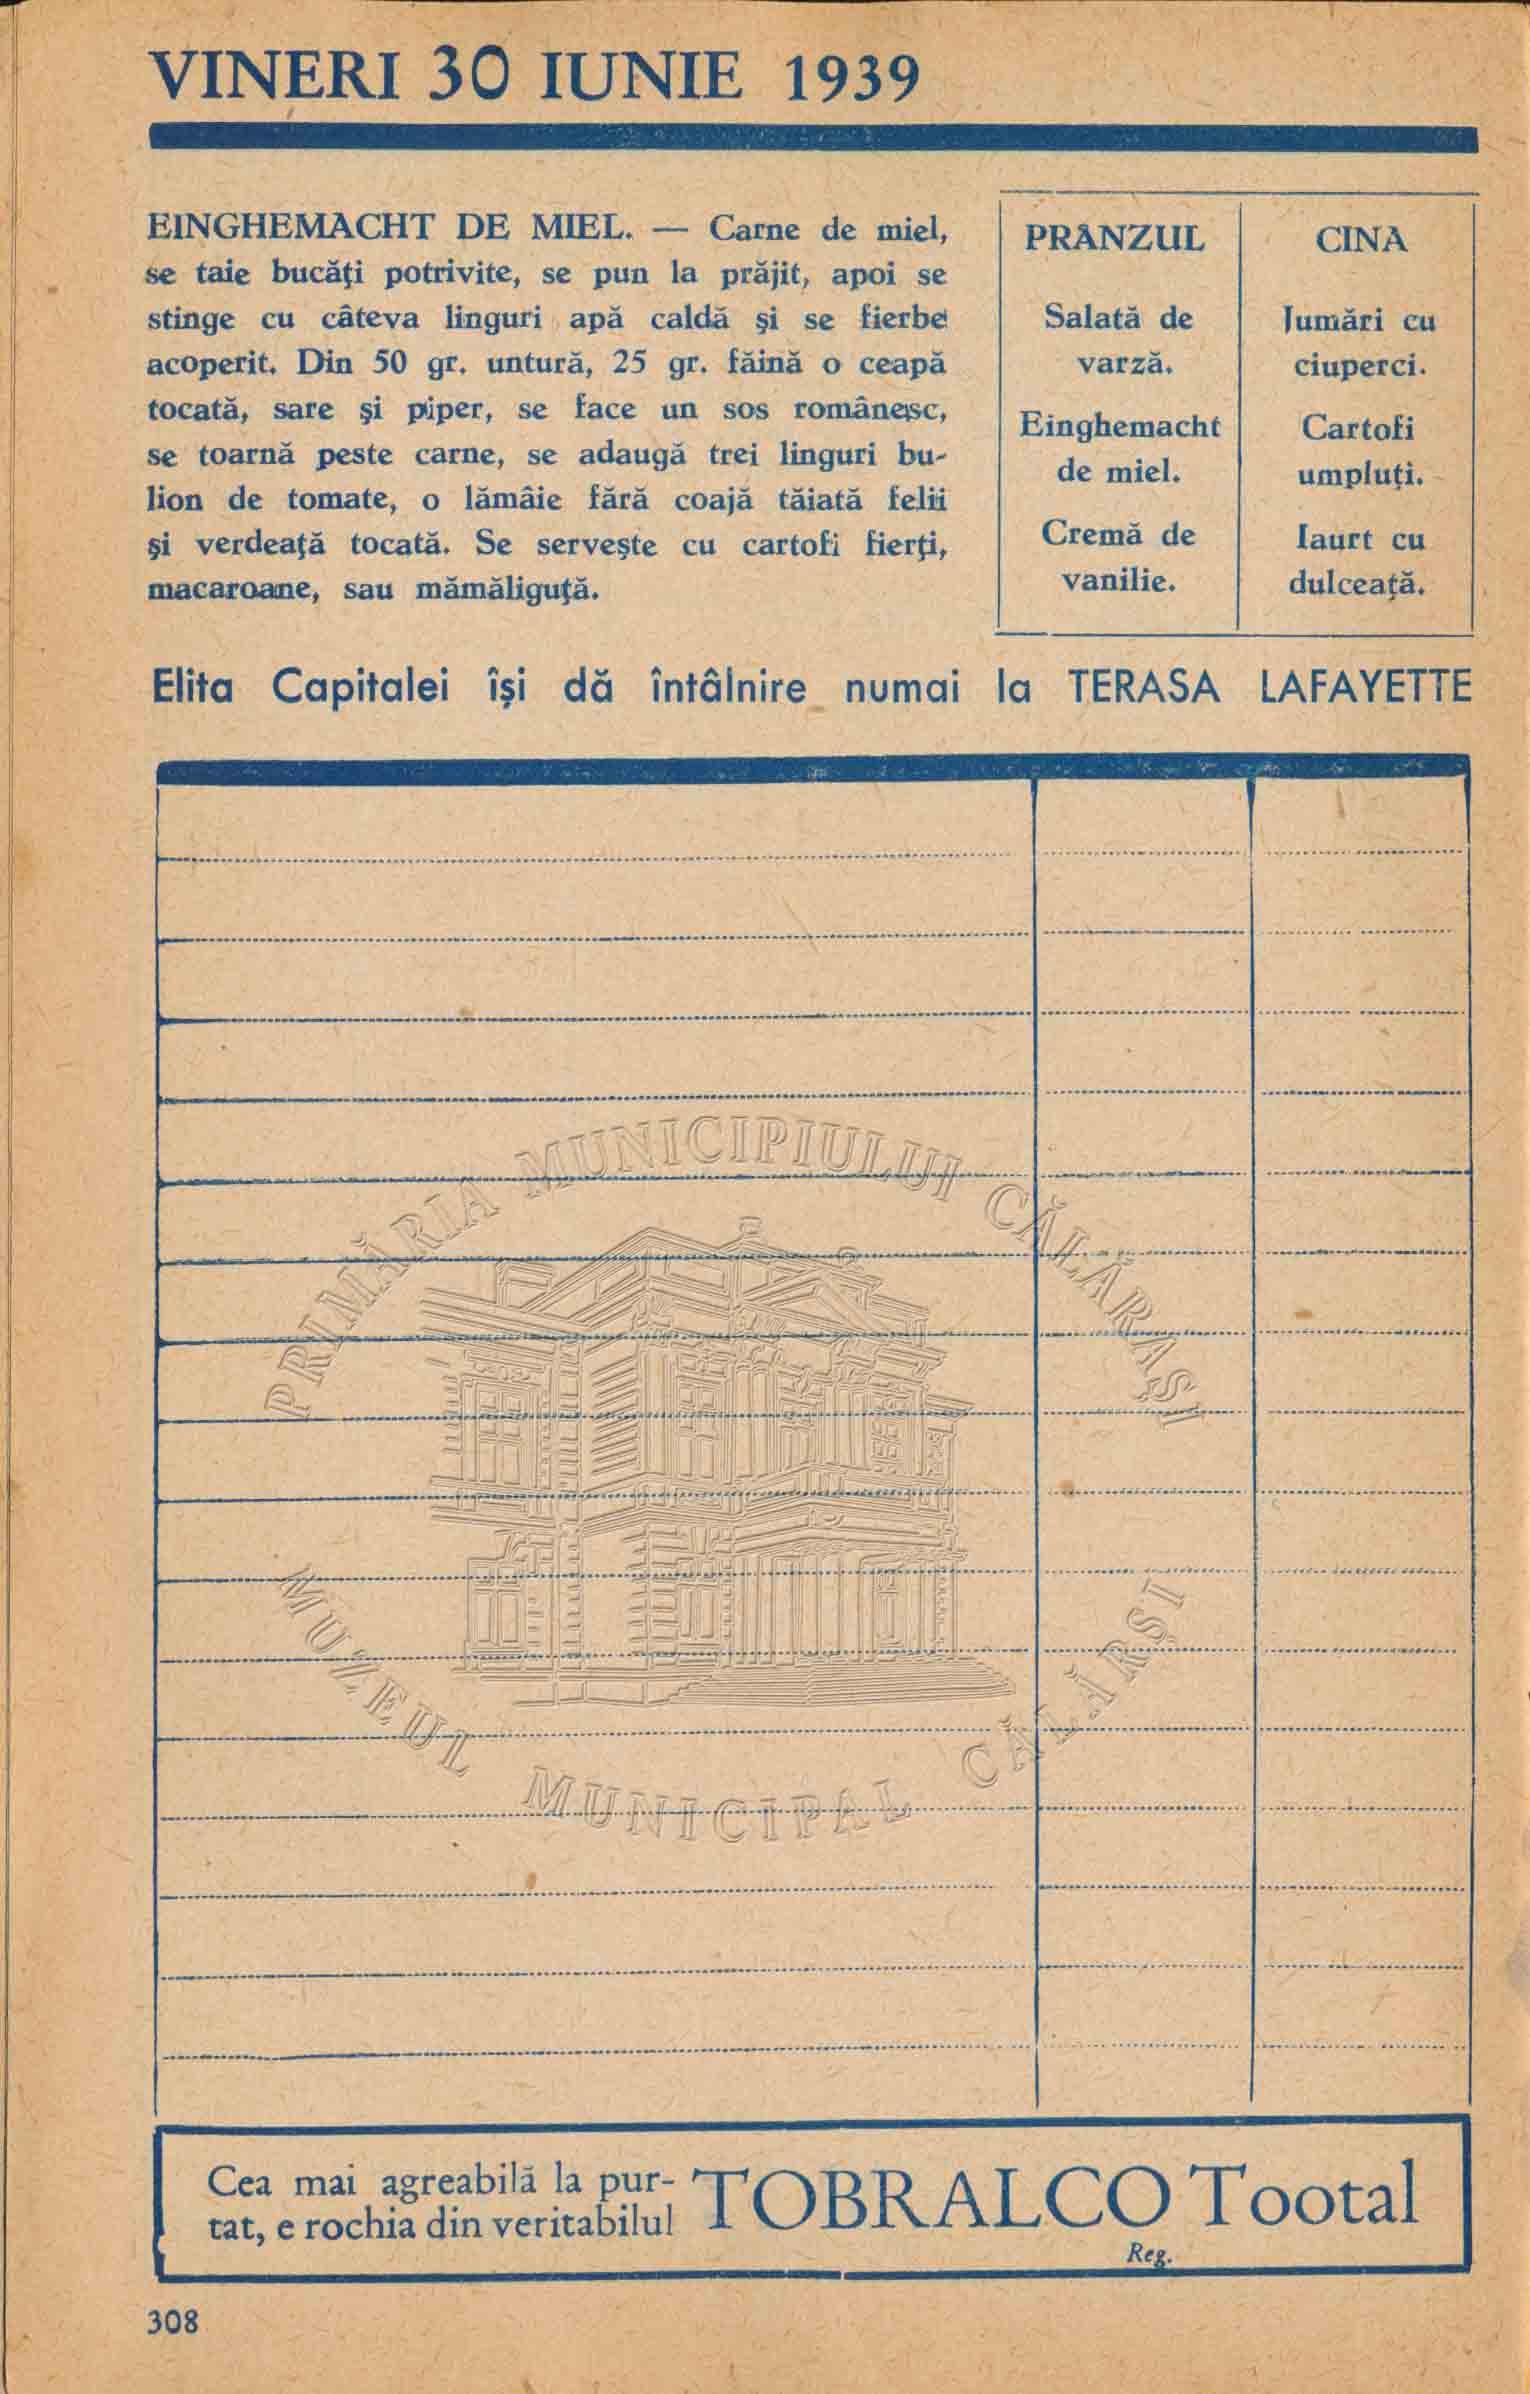 VINERI 30 IUNIE 1939
EINGHEMACHT DE MIEL. — Carne de miel,
se taie bucăţi potrivite, se pun la prăjit, apoi se
stinge cu câteva linguri apă caldă şi se fierbe
acoperit. Din 50 gr. untură, 25 gr. făină o ceapă
tocată, sare şi piper, se face un sos românesc,
se toarnă peste carne, se adaugă trei linguri bu-
lion de tomate, o lămâie fără coajă tăiată felii
şi verdeaţă tocată. Se serveşte cu cartofi fierţi,
macaroane, sau mămăliguţă.
PRANZUL
Salată de
varză.
Einghemacht
de miel.
Cremă de
vanilie.
CINA
Jumări cu
ciuperci.
Cartofi
umpluţi.
Iaurt cu
dulceaţă.
Elita Capitalei îşi dă întâlnire numai la TERASA LAFAYETTE
PRIMĂRIA MUNICIPIULUI CĂLĂRAŞI
MUZEUL MUNICIPAL CĂLĂRŞI
Cea mai agreabilă la pur-
tat, e rochia din veritabilul
TOBRALCO Tootal
Reg.
308